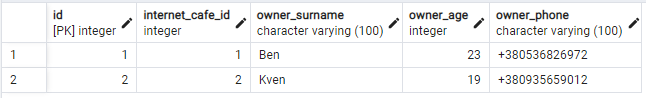 id internet_cafe_id owner_surname owner_age owner_phone
[PK] integer integer character varying (100) integer character varying (100)
1 1 1 Ben 23 +380536826972
2 2 2 Kven 19 +380935659012